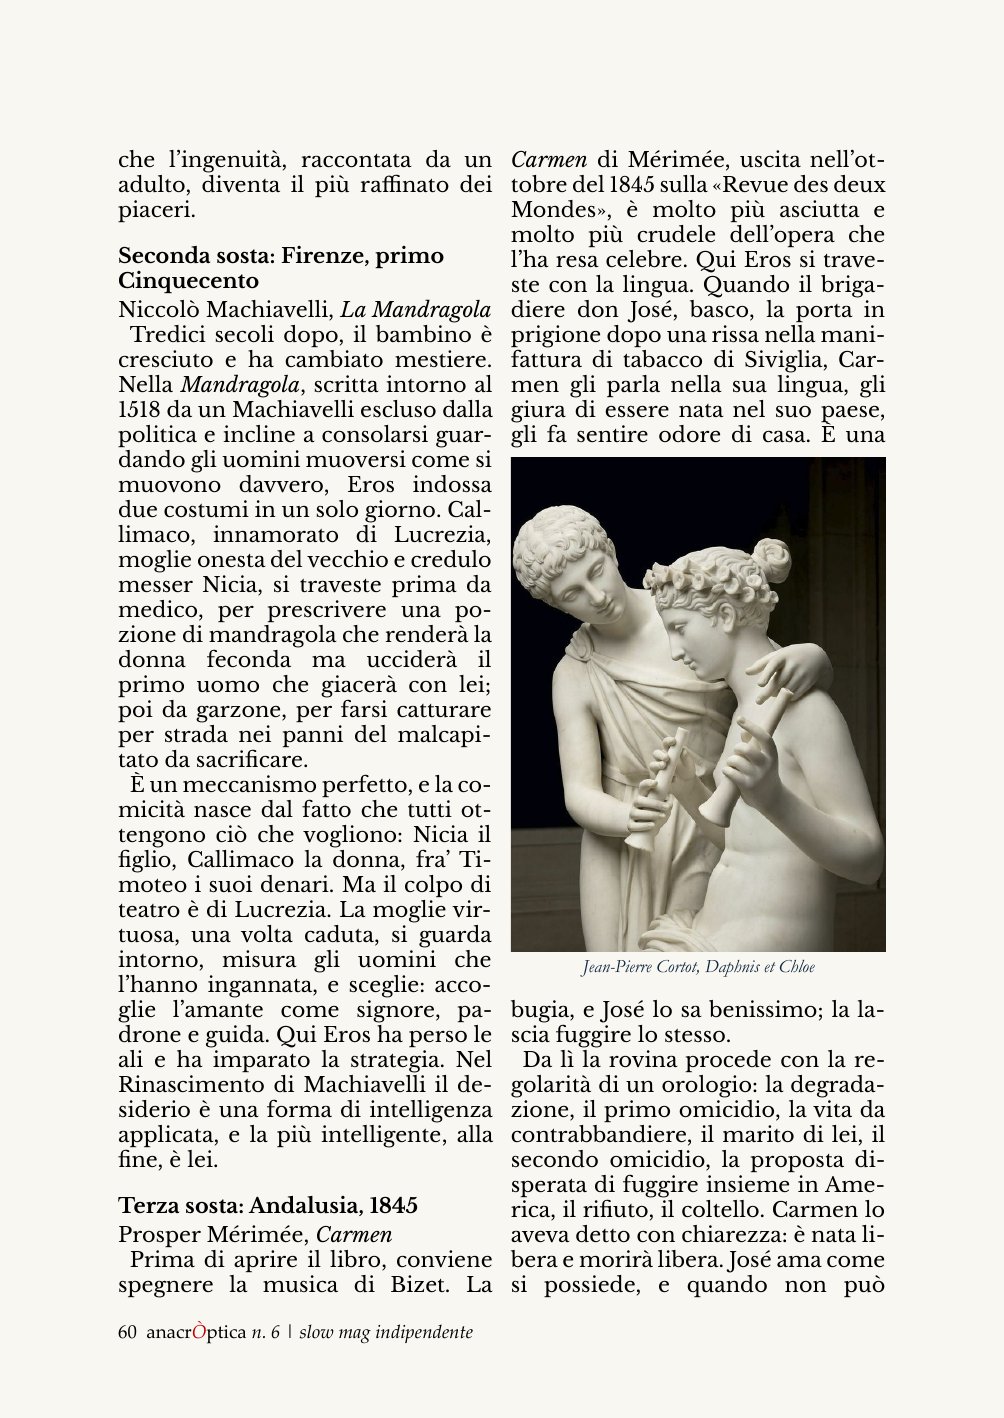 che l’ingenuità, raccontata da un
adulto, diventa il più raffinato dei
piaceri.
Seconda sosta: Firenze, primo
Cinquecento
Niccolò Machiavelli, La Mandragola
Tredici secoli dopo, il bambino è
cresciuto e ha cambiato mestiere.
Nella Mandragola, scritta intorno al
1518 da un Machiavelli escluso dalla
politica e incline a consolarsi guar-
dando gli uomini muoversi come si
muovono davvero, Eros indossa
due costumi in un solo giorno. Cal-
limaco, innamorato di Lucrezia,
moglie onesta del vecchio e credulo
messer Nicia, si traveste prima da
medico, per prescrivere una po-
zione di mandragola che renderà la
donna feconda ma ucciderà il
primo uomo che giacerà con lei;
poi da garzone, per farsi catturare
per strada nei panni del malcapi-
tato da sacrificare.
È un meccanismo perfetto, e la co-
micità nasce dal fatto che tutti ot-
tengono ciò che vogliono: Nicia il
figlio, Callimaco la donna, fra’ Ti-
moteo i suoi denari. Ma il colpo di
teatro è di Lucrezia. La moglie vir-
tuosa, una volta caduta, si guarda
intorno, misura gli uomini che
l’hanno ingannata, e sceglie: acco-
glie l’amante come signore, pa-
drone e guida. Qui Eros ha perso le
ali e ha imparato la strategia. Nel
Rinascimento di Machiavelli il de-
siderio è una forma di intelligenza
applicata, e la più intelligente, alla
fine, è lei.
Terza sosta: Andalusia, 1845
Prosper Mérimée, Carmen
Prima di aprire il libro, conviene
spegnere la musica di Bizet. La
Carmen di Mérimée, uscita nell’ot-
tobre del 1845 sulla «Revue des deux
Mondes», è molto più asciutta e
molto più crudele dell’opera che
l’ha resa celebre. Qui Eros si trave-
ste con la lingua. Quando il briga-
diere don José, basco, la porta in
prigione dopo una rissa nella mani-
fattura di tabacco di Siviglia, Car-
men gli parla nella sua lingua, gli
giura di essere nata nel suo paese,
gli fa sentire odore di casa. È una
Jean-Pierre Cortot, Daphnis et Chloe
bugia, e José lo sa benissimo; la la-
scia fuggire lo stesso.
Da lì la rovina procede con la re-
golarità di un orologio: la degrada-
zione, il primo omicidio, la vita da
contrabbandiere, il marito di lei, il
secondo omicidio, la proposta di-
sperata di fuggire insieme in Ame-
rica, il rifiuto, il coltello. Carmen lo
aveva detto con chiarezza: è nata li-
bera e morirà libera. José ama come
si possiede, e quando non può
60 anacrÒptica n. 6 | slow mag indipendente